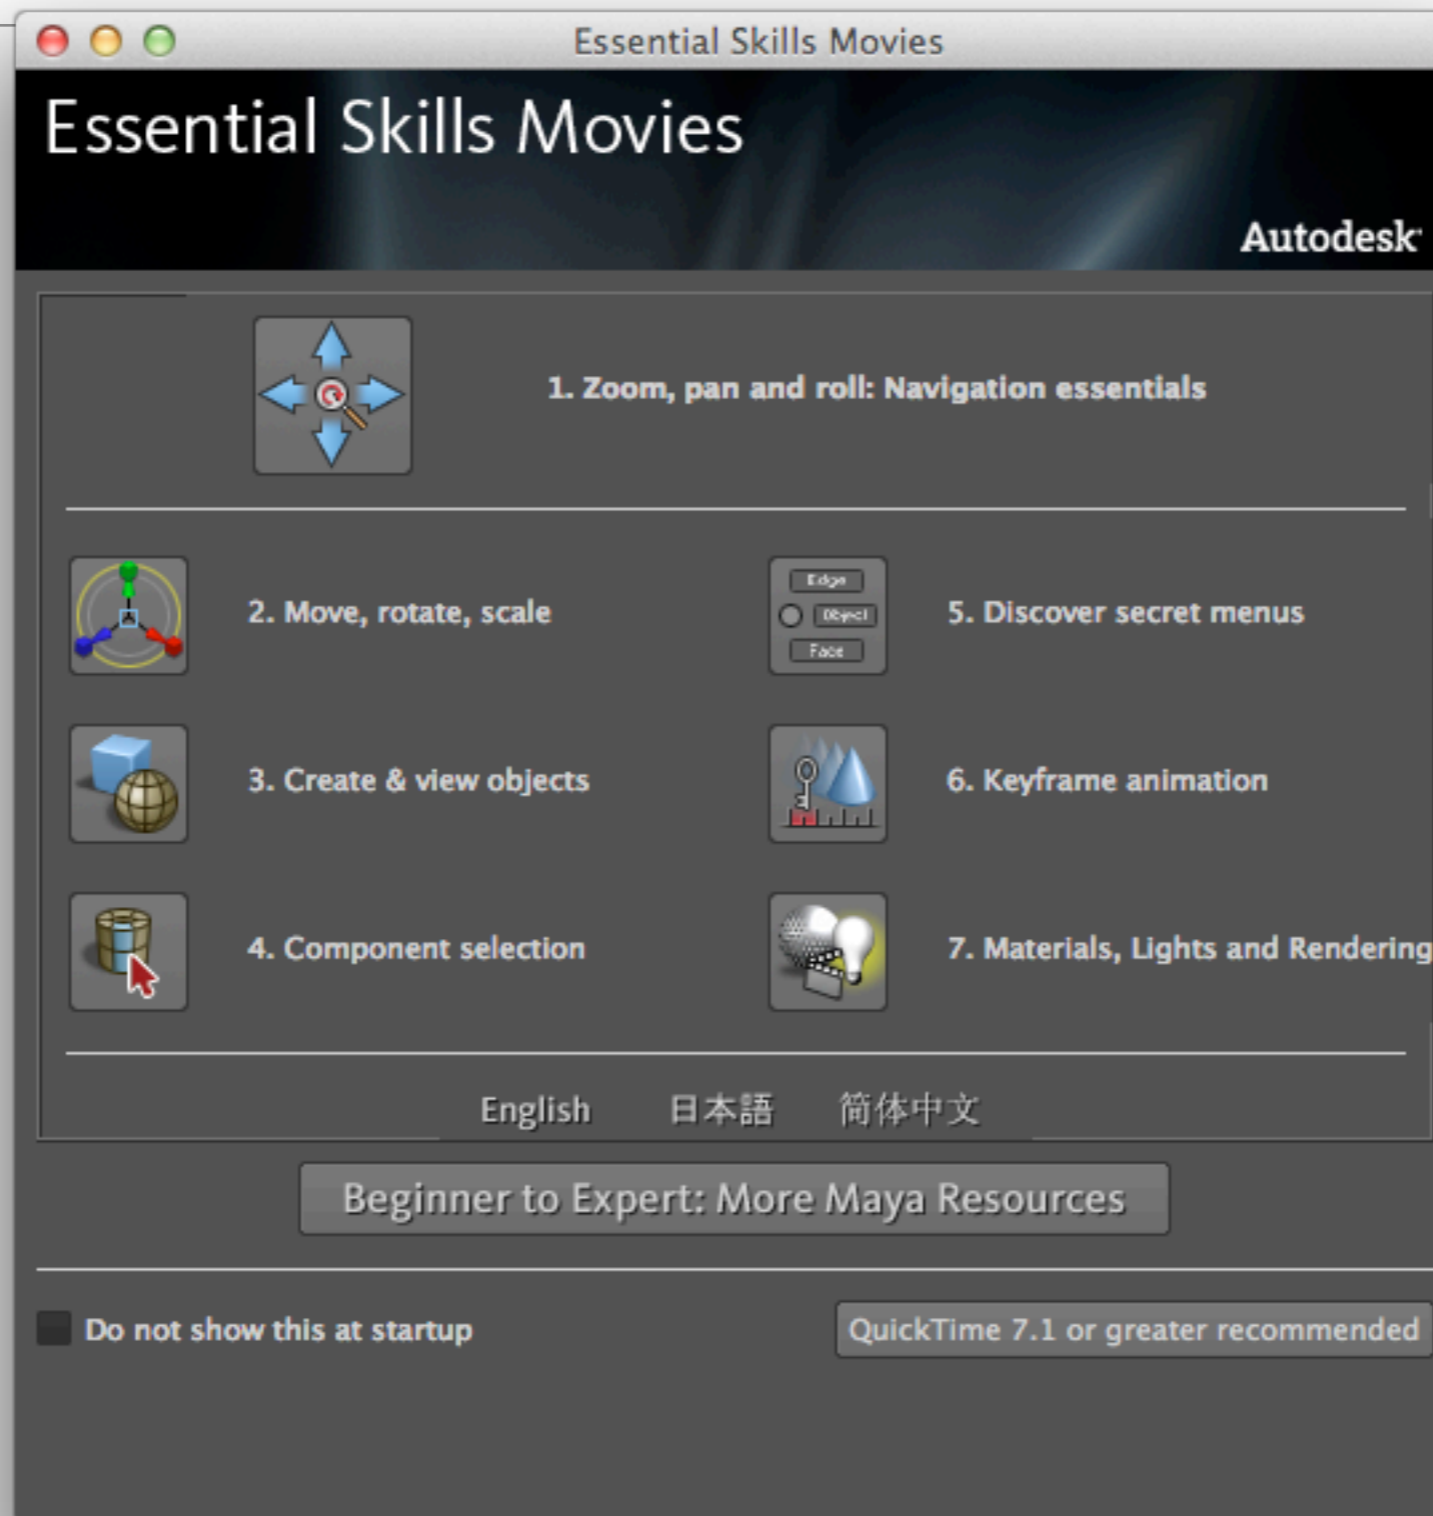 Essential Skills Movies
Essential Skills Movies
Autodesk
1. Zoom, pan and roll: Navigation essentials
2. Move, rotate, scale
3. Create & view objects
4. Component selection
Edge
Object
Face
5. Discover secret menus
6. Keyframe animation
7. Materials, Lights and Rendering
English 日本語 简体中文
Beginner to Expert: More Maya Resources
Do not show this at startup
QuickTime 7.1 or greater recommended